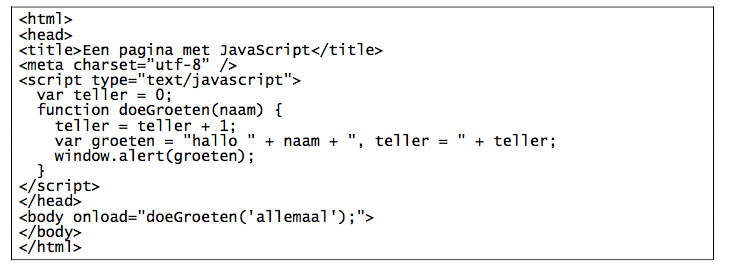 <html>
<head>
<title>Een pagina met JavaScript</title>
<meta charset="utf-8" />
<script type="text/javascript">
  var teller = 0;
  function doeGroeten(naam) {
    teller = teller + 1;
    var groeten = "hallo " + naam + ", teller = " + teller;
    window.alert(groeten);
  }
</script>
</head>
<body onload="doeGroeten('allemaal');">
</body>
</html>